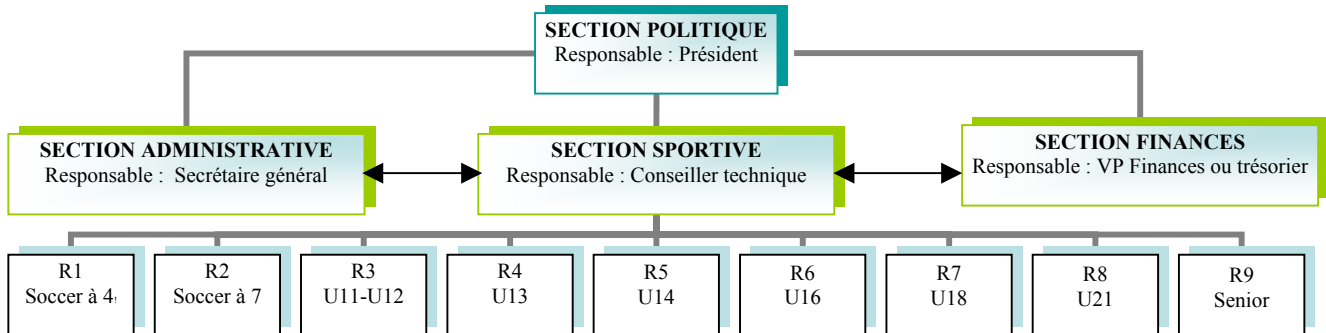 SECTION POLITIQUE
Responsable : Président
SECTION ADMINISTRATIVE
Responsable : Secrétaire général
SECTION SPORTIVE
Responsable : Conseiller technique
SECTION FINANCES
Responsable : VP Finances ou trésorier
R1
Soccer à 4
R2
Soccer à 7
R3
U11-U12
R4
U13
R5
U14
R6
U16
R7
U18
R8
U21
R9
Senior